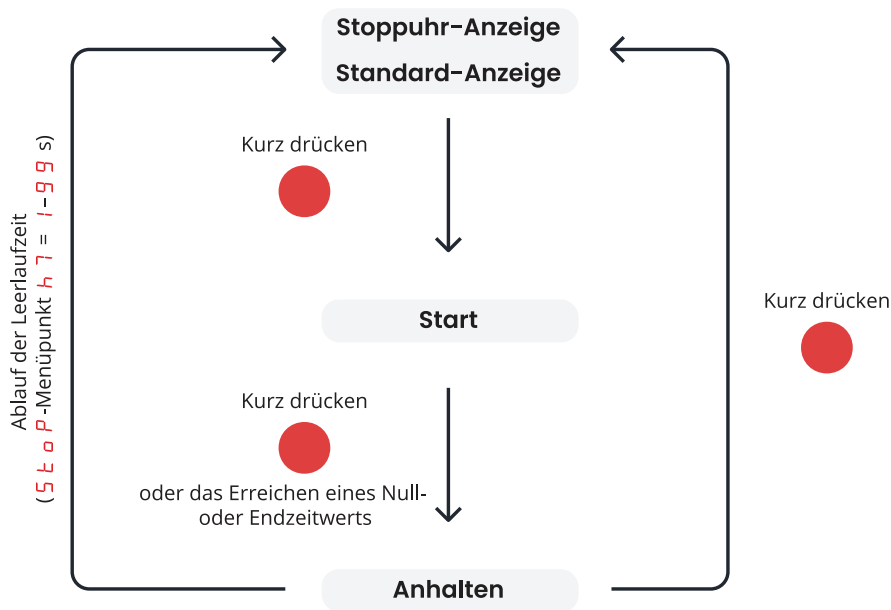 Stoppuhr-Anzeige
Standard-Anzeige
Kurz drücken
Start
Kurz drücken
oder das Erreichen eines Null-
oder Endzeitwerts
Anhalten
Ablauf der Leerlaufzeit
(StoP-Menüpunkt h7 = 1-99 s)
Kurz drücken